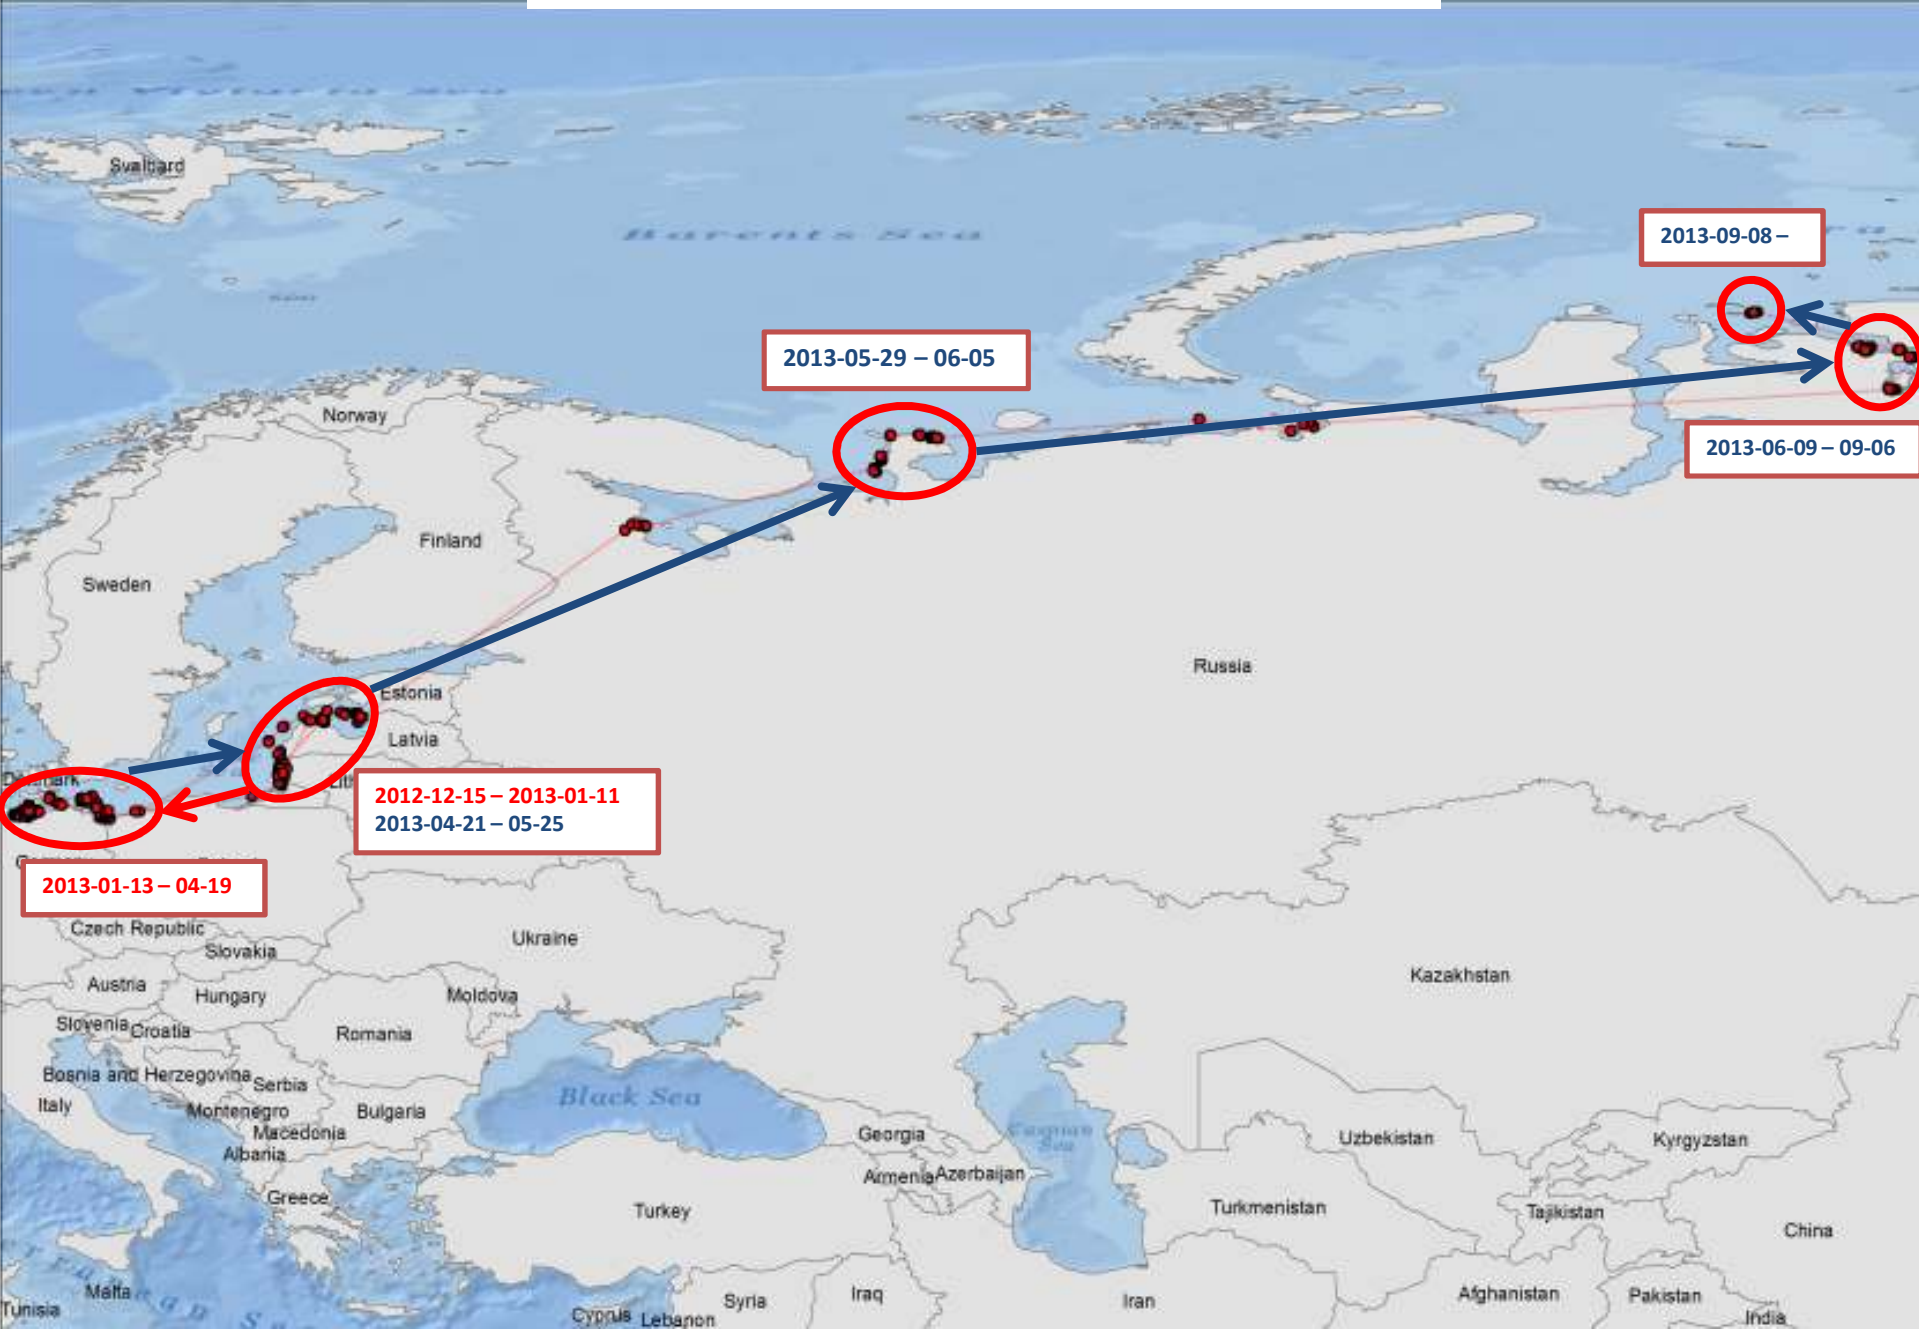 Svalbard
Barents Sea
2013-09-08 –
2013-05-29 – 06-05
Norway
2013-06-09 – 09-06
Finland
Sweden
Russia
Estonia
Latvia
2012-12-15 – 2013-01-11
2013-04-21 – 05-25
2013-01-13 – 04-19
Czech Republic
Slovakia
Ukraine
Kazakhstan
Austria
Hungary
Moldova
Slovenia
Croatia
Romania
Bosnia and Herzegovina
Serbia
Black Sea
Italy
Montenegro
Bulgaria
Macedonia
Georgia
Caspian
Sea
Uzbekistan
Kyrgyzstan
Albania
Armenia
Azerbaijan
Greece
Turkey
Turkmenistan
Tajikistan
China
Malta
Tunisia
Syria
Iraq
Iran
Afghanistan
Pakistan
Cyprus
Lebanon
India